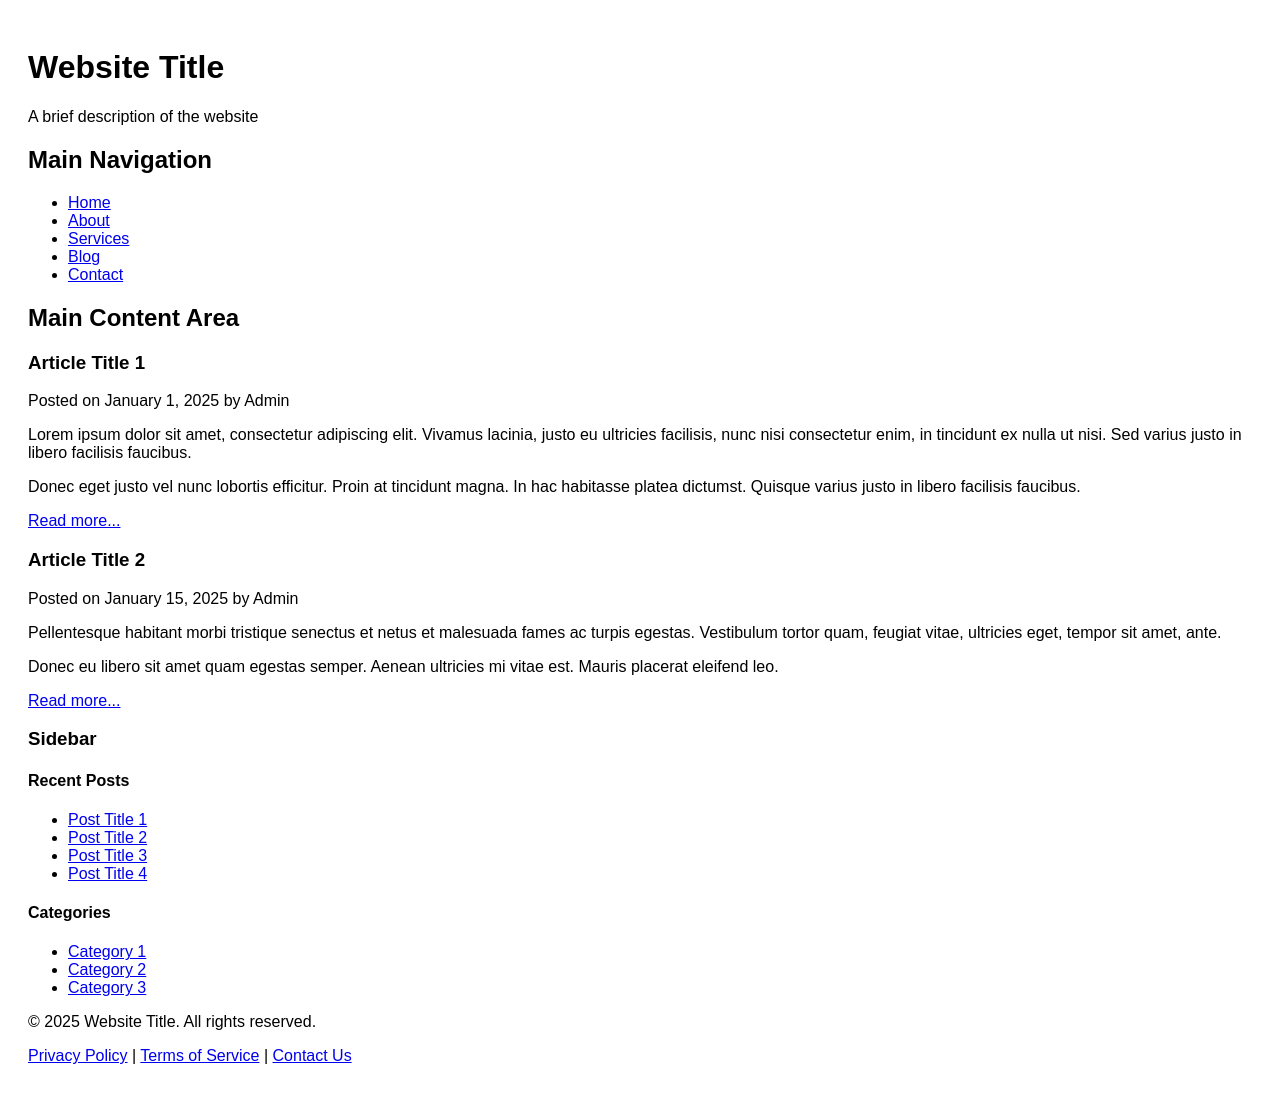 Website Title
A brief description of the website
Main Navigation
Home
About
Services
Blog
Contact
Main Content Area
Article Title 1
Posted on January 1, 2025 by Admin
Lorem ipsum dolor sit amet, consectetur adipiscing elit. Vivamus lacinia, justo eu ultricies facilisis, nunc nisi consectetur enim, in tincidunt ex nulla ut nisi. Sed varius justo in
libero facilisis faucibus.
Donec eget justo vel nunc lobortis efficitur. Proin at tincidunt magna. In hac habitasse platea dictumst. Quisque varius justo in libero facilisis faucibus.
Read more...
Article Title 2
Posted on January 15, 2025 by Admin
Pellentesque habitant morbi tristique senectus et netus et malesuada fames ac turpis egestas. Vestibulum tortor quam, feugiat vitae, ultricies eget, tempor sit amet, ante.
Donec eu libero sit amet quam egestas semper. Aenean ultricies mi vitae est. Mauris placerat eleifend leo.
Read more...
Sidebar
Recent Posts
Post Title 1
Post Title 2
Post Title 3
Post Title 4
Categories
Category 1
Category 2
Category 3
© 2025 Website Title. All rights reserved.
Privacy Policy | Terms of Service | Contact Us